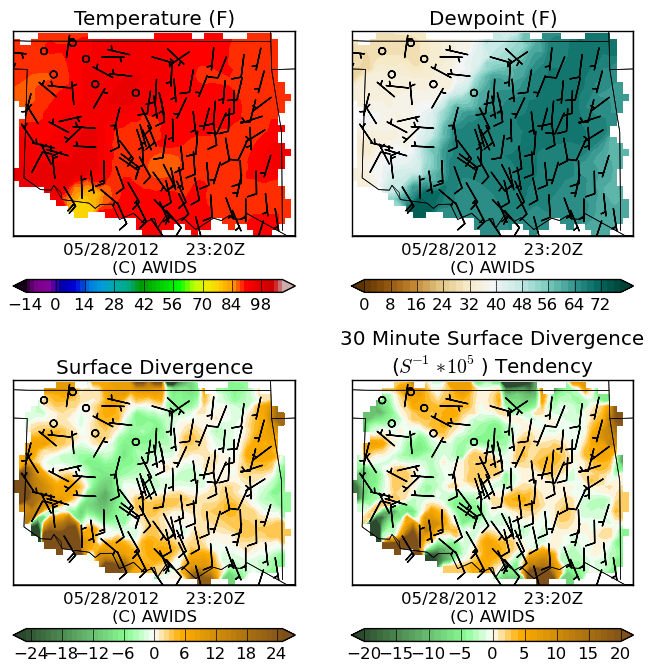 Temperature (F)
Dewpoint (F)
05/28/2012 23:20Z
(C) AWIDS
05/28/2012 23:20Z
(C) AWIDS
−14 0 14 28 42 56 70 84 98
0 8 16 24 32 40 48 56 64 72
Surface Divergence
30 Minute Surface Divergence
(S⁻¹ *10⁵ ) Tendency
05/28/2012 23:20Z
(C) AWIDS
05/28/2012 23:20Z
(C) AWIDS
−24 −18 −12 −6 0 6 12 18 24
−20 −15 −10 −5 0 5 10 15 20